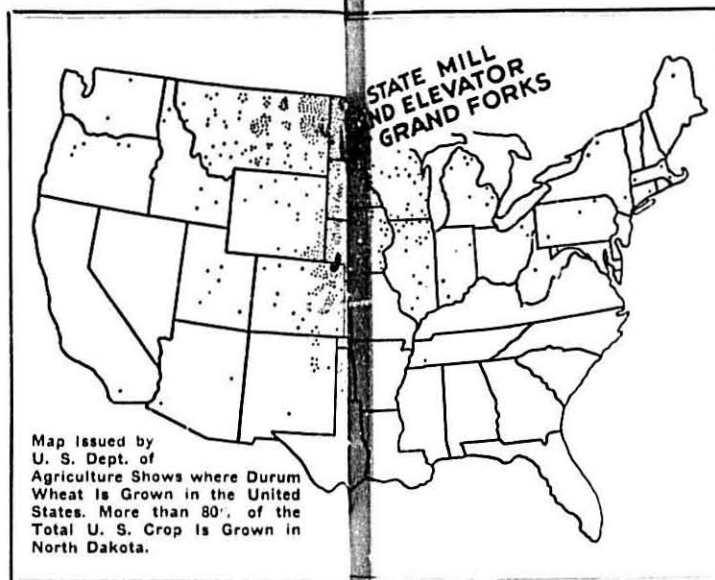 STATE MILL
ND ELEVATOR
GRAND FORKS
Map Issued by
U. S. Dept. of
Agriculture Shows where Durum
Wheat Is Grown in the United
States. More than 80% of the
Total U. S. Crop Is Grown in
North Dakota.